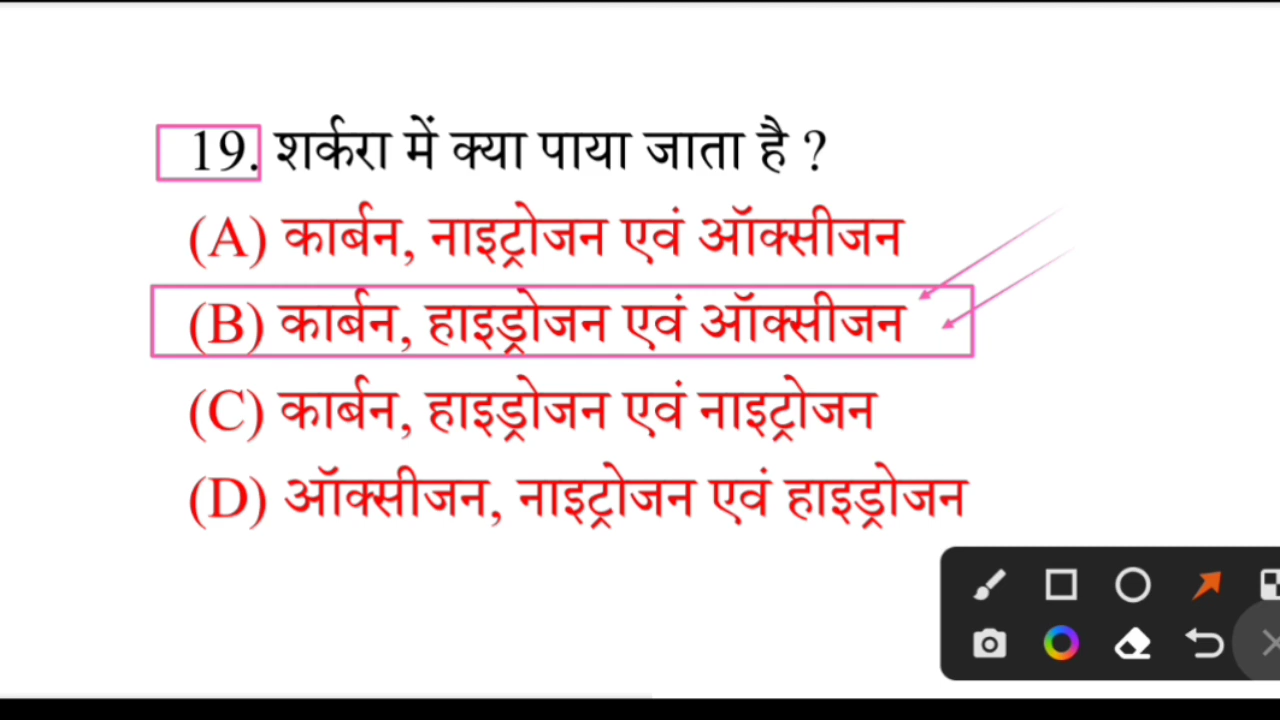 19. शर्करा में क्या पाया जाता है ?
(A) कार्बन, नाइट्रोजन एवं ऑक्सीजन
(B) कार्बन, हाइड्रोजन एवं ऑक्सीजन
(C) कार्बन, हाइड्रोजन एवं नाइट्रोजन
(D) ऑक्सीजन, नाइट्रोजन एवं हाइड्रोजन